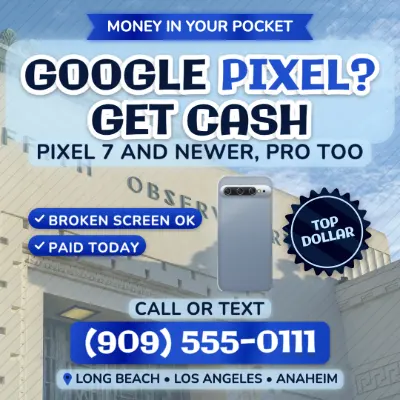 MONEY IN YOUR POCKET
GOOGLE PIXEL?
GET CASH
PIXEL 7 AND NEWER, PRO TOO
OBSER
✓ BROKEN SCREEN OK
✓ PAID TODAY
TOP
DOLLAR
CALL OR TEXT
(909) 555-0111
LONG BEACH • LOS ANGELES • ANAHEIM